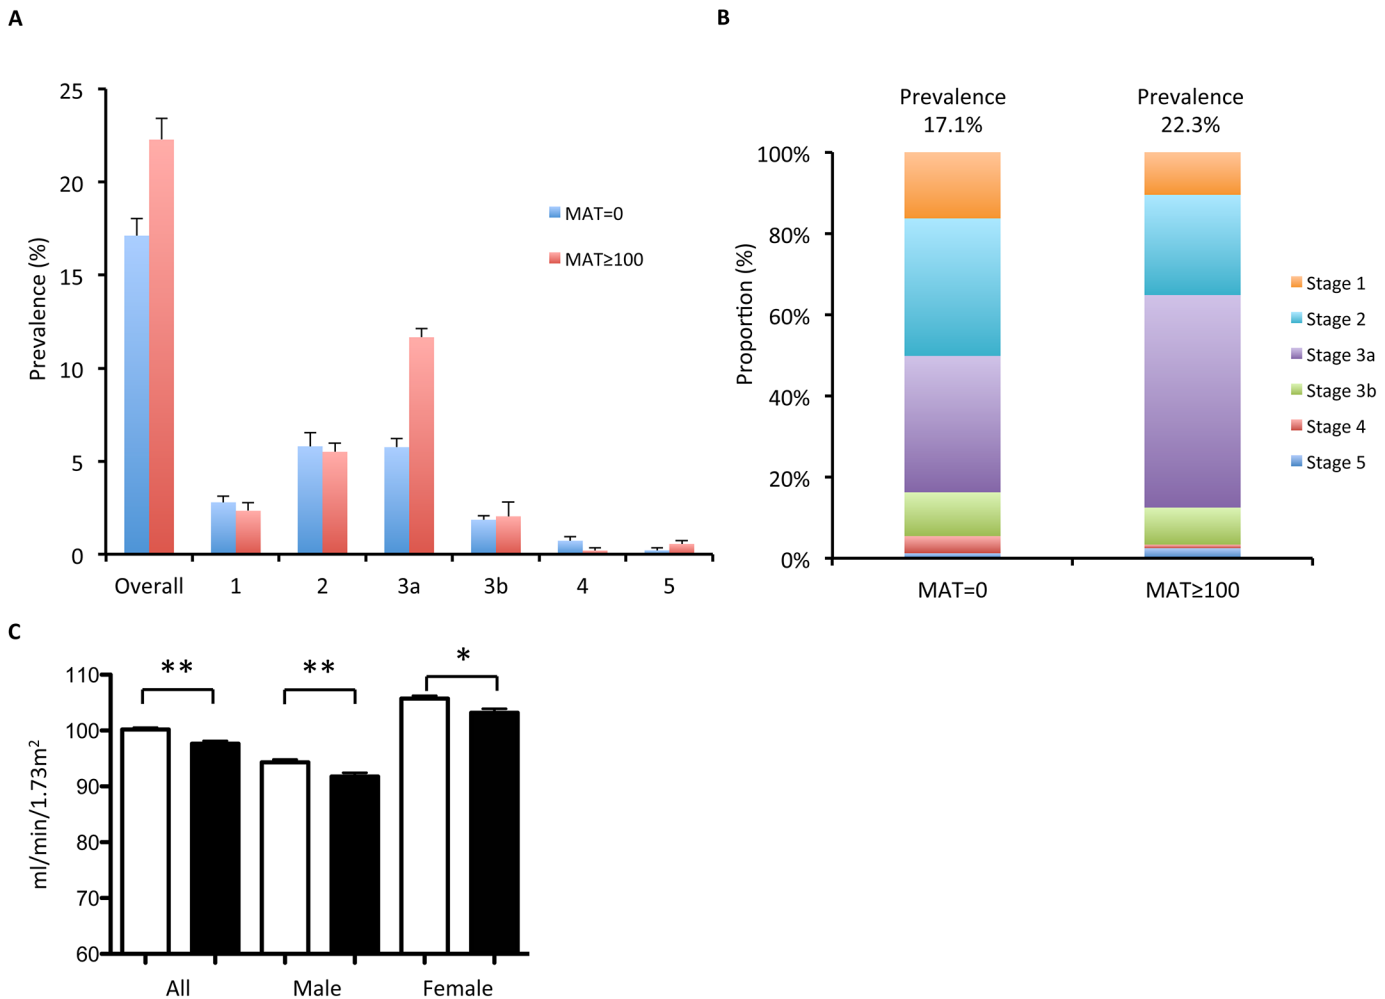 A
25
20
15
10
5
0
Prevalence (%)
MAT=0
MAT≥100
Overall 1 2 3a 3b 4 5
B
Prevalence 17.1%
Prevalence 22.3%
100%
80%
60%
40%
20%
0%
Proportion (%)
MAT=0 MAT≥100
Stage 1
Stage 2
Stage 3a
Stage 3b
Stage 4
Stage 5
C
110
100
90
80
70
60
ml/min/1.73m²
** ** *
All Male Female